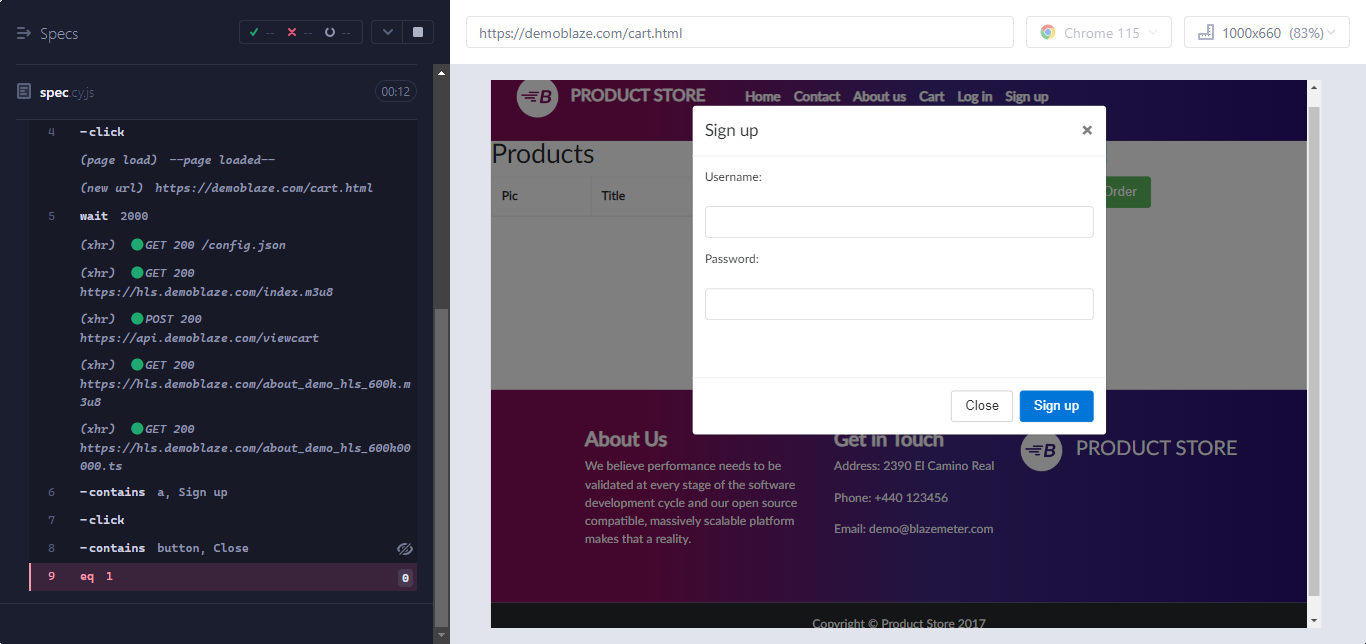 Specs
-- -- --
spec.cy.js
00:12
4 -click
(page load) --page loaded--
(new url) https://demoblaze.com/cart.html
5 wait 2000
(xhr) GET 200 /config.json
(xhr) GET 200
https://hls.demoblaze.com/index.m3u8
(xhr) POST 200
https://api.demoblaze.com/viewcart
(xhr) GET 200
https://hls.demoblaze.com/about_demo_hls_600k.m
3u8
(xhr) GET 200
https://hls.demoblaze.com/about_demo_hls_600k00
000.ts
6 -contains a, Sign up
7 -click
8 -contains button, Close
9 eq 1 0
https://demoblaze.com/cart.html
Chrome 115
1000x660 (83%)
B PRODUCT STORE
Home Contact About us Cart Log in Sign up
Sign up ×
Products
Pic Title
Order
Username:
Password:
Close Sign up
About Us
We believe performance needs to be
validated at every stage of the software
development cycle and our open source
compatible, massively scalable platform
makes that a reality.
Get in Touch
Address: 2390 El Camino Real
Phone: +440 123456
Email: demo@blazemeter.com
B PRODUCT STORE
Copyright © Product Store 2017